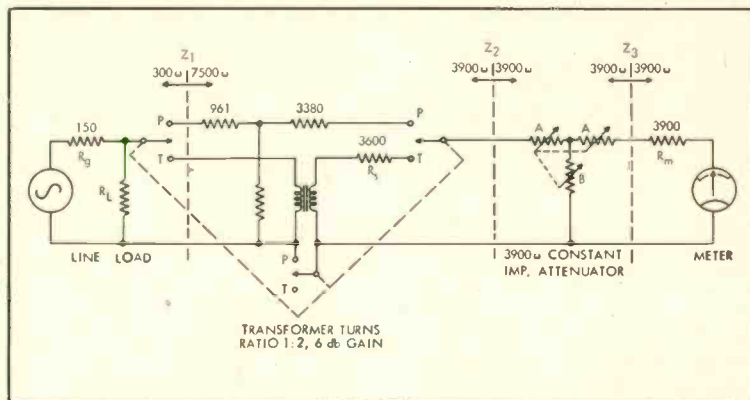 Z1
300ω 7500ω
Z2
3900ω 3900ω
Z3
3900ω 3900ω
P
961
3380
P
150
Rg
T
3600
Rs
T
A
A
B
3900
Rm
RL
LINE LOAD
P
T
3900ω CONSTANT
IMP. ATTENUATOR
METER
TRANSFORMER TURNS
RATIO 1:2, 6 db GAIN